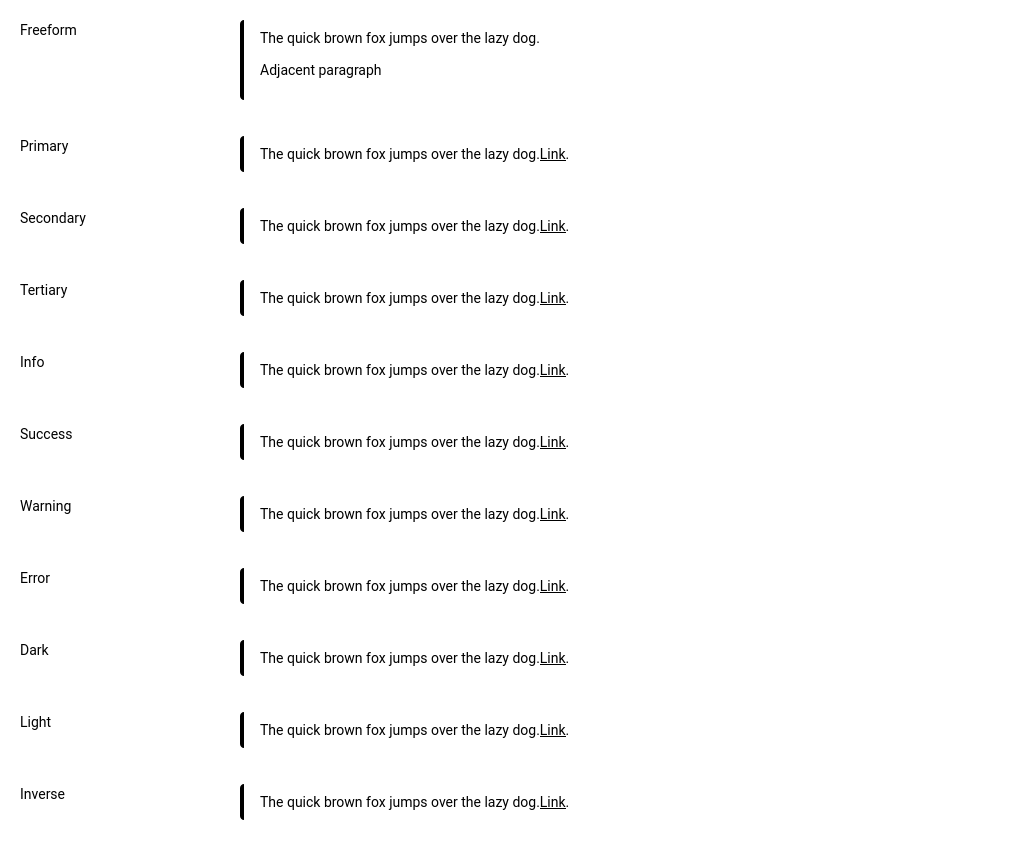 Freeform
The quick brown fox jumps over the lazy dog.
Adjacent paragraph
Primary
The quick brown fox jumps over the lazy dog.Link.
Secondary
The quick brown fox jumps over the lazy dog.Link.
Tertiary
The quick brown fox jumps over the lazy dog.Link.
Info
The quick brown fox jumps over the lazy dog.Link.
Success
The quick brown fox jumps over the lazy dog.Link.
Warning
The quick brown fox jumps over the lazy dog.Link.
Error
The quick brown fox jumps over the lazy dog.Link.
Dark
The quick brown fox jumps over the lazy dog.Link.
Light
The quick brown fox jumps over the lazy dog.Link.
Inverse
The quick brown fox jumps over the lazy dog.Link.